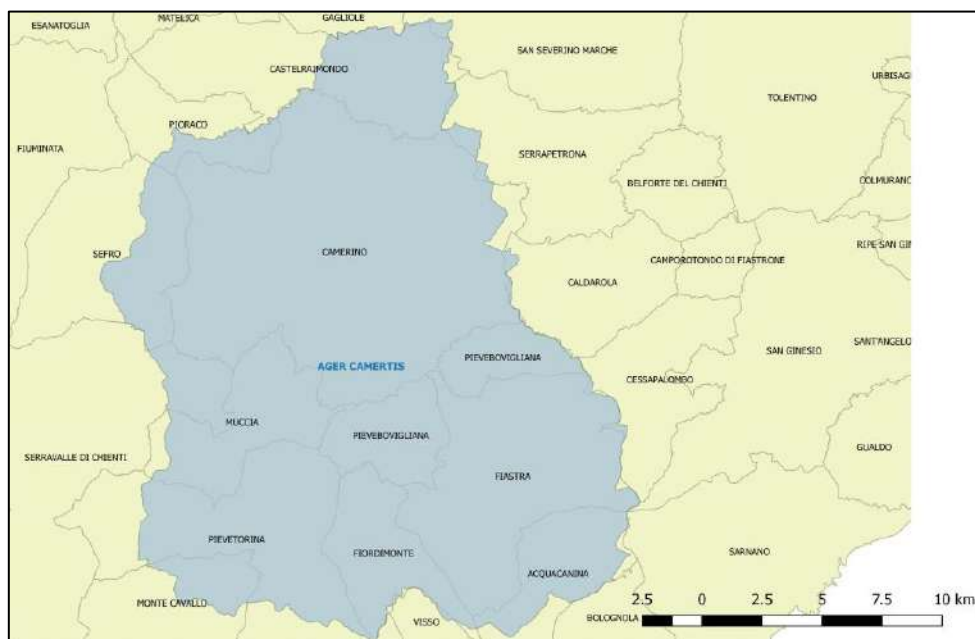 GAGLIOLE
MATELICA
ESANATOGLIA
SAN SEVERINO MARCHE
CASTELRAIMONDO
URBISAG
TOLENTINO
PIORACO
FIUMINATA
SERRAPETRONA
BELFORTE DEL CHIENTI
COLMURANO
CAMERINO
SEFRO
RIPE SAN GIN
CAMPOROTONDO DI FIASTRONE
CALDAROLA
SANT'ANGELO
SAN GINESIO
PIEVEBOVIGLIANA
AGER CAMERTIS
CESSAPALOMBO
MUCCIA
PIEVEBOVIGLIANA
GUALDO
SERRAVALLE DI CHIENTI
FIASTRA
PIEVETORINA
FIORDIMONTE
SARNANO
ACQUACANINA
MONTE CAVALLO
BOLOGNOLA
VISSO
2.5 0 2.5 5 7.5 10 km